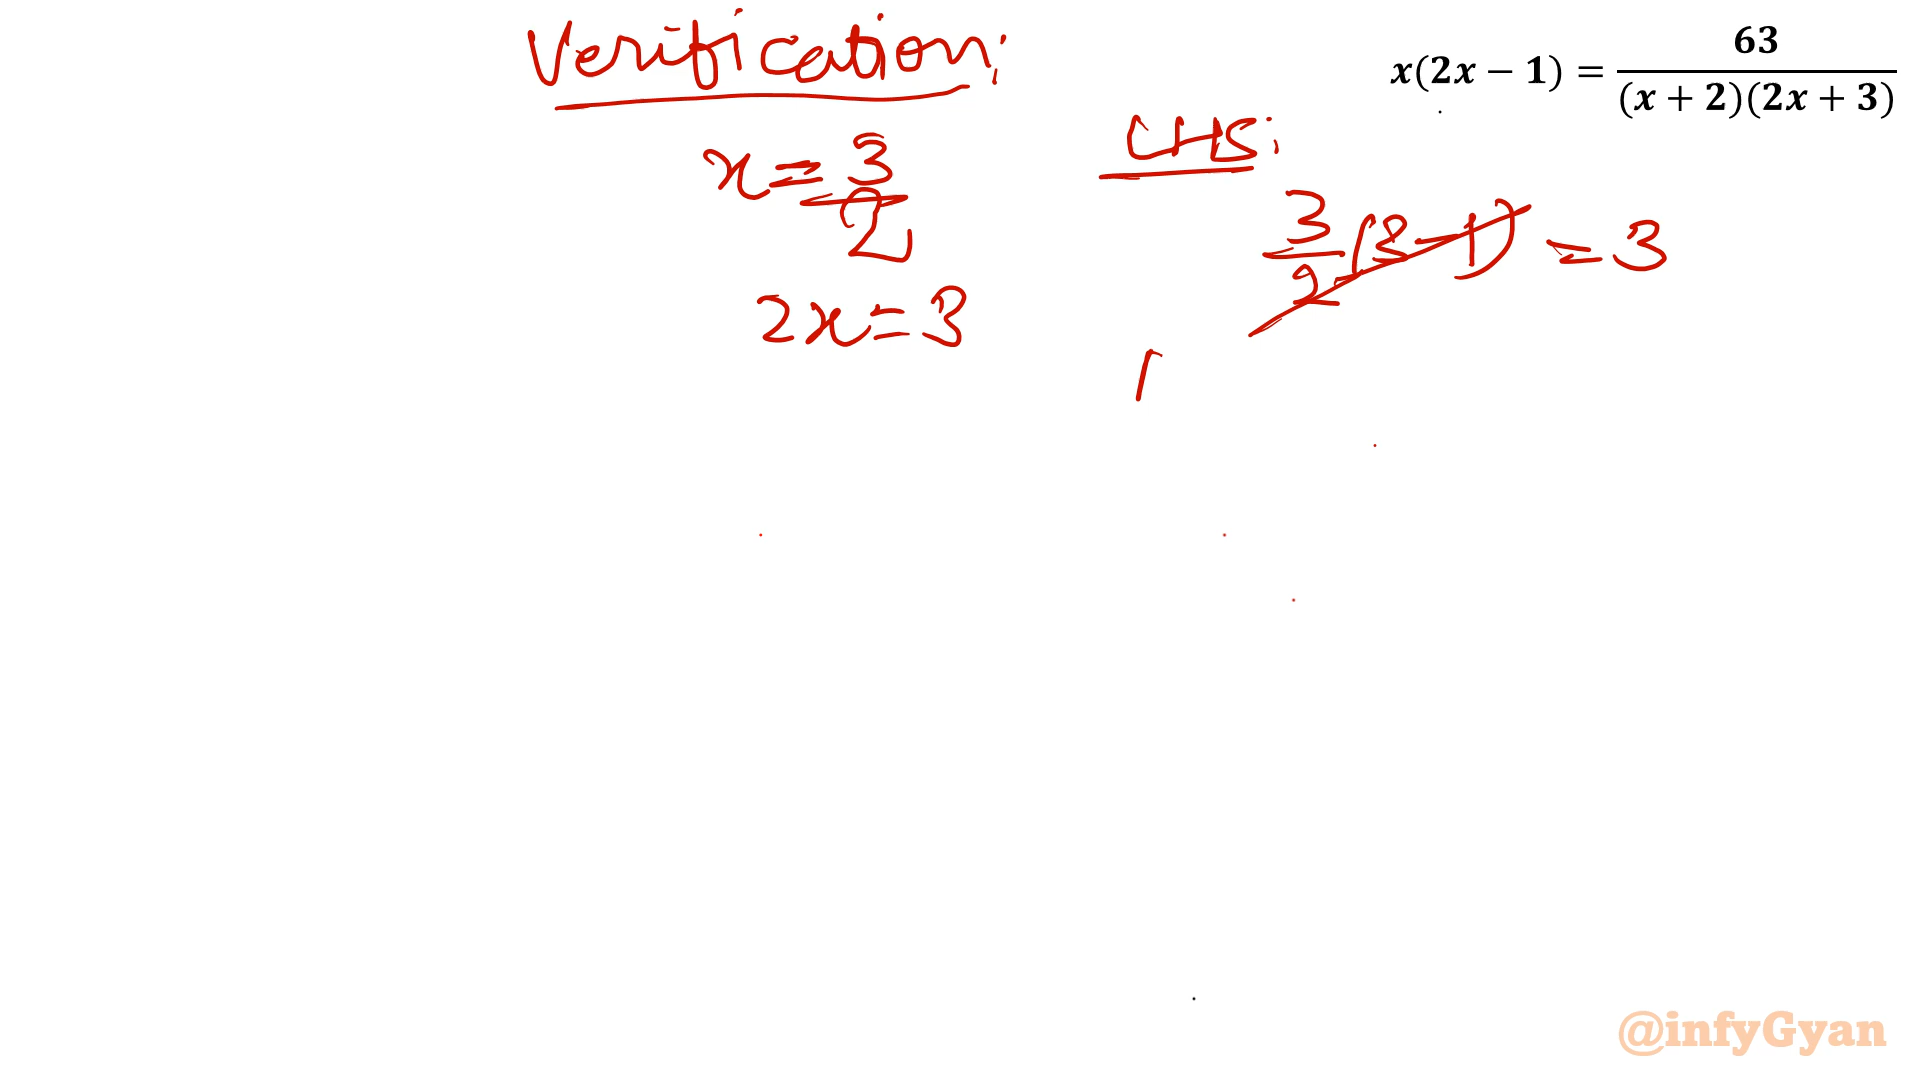 Verification:
x(2x − 1) = 63/((x + 2)(2x + 3))
x = 3/2
LHS:
3/2 (3 − 1) = 3
2x = 3
@infyGyan